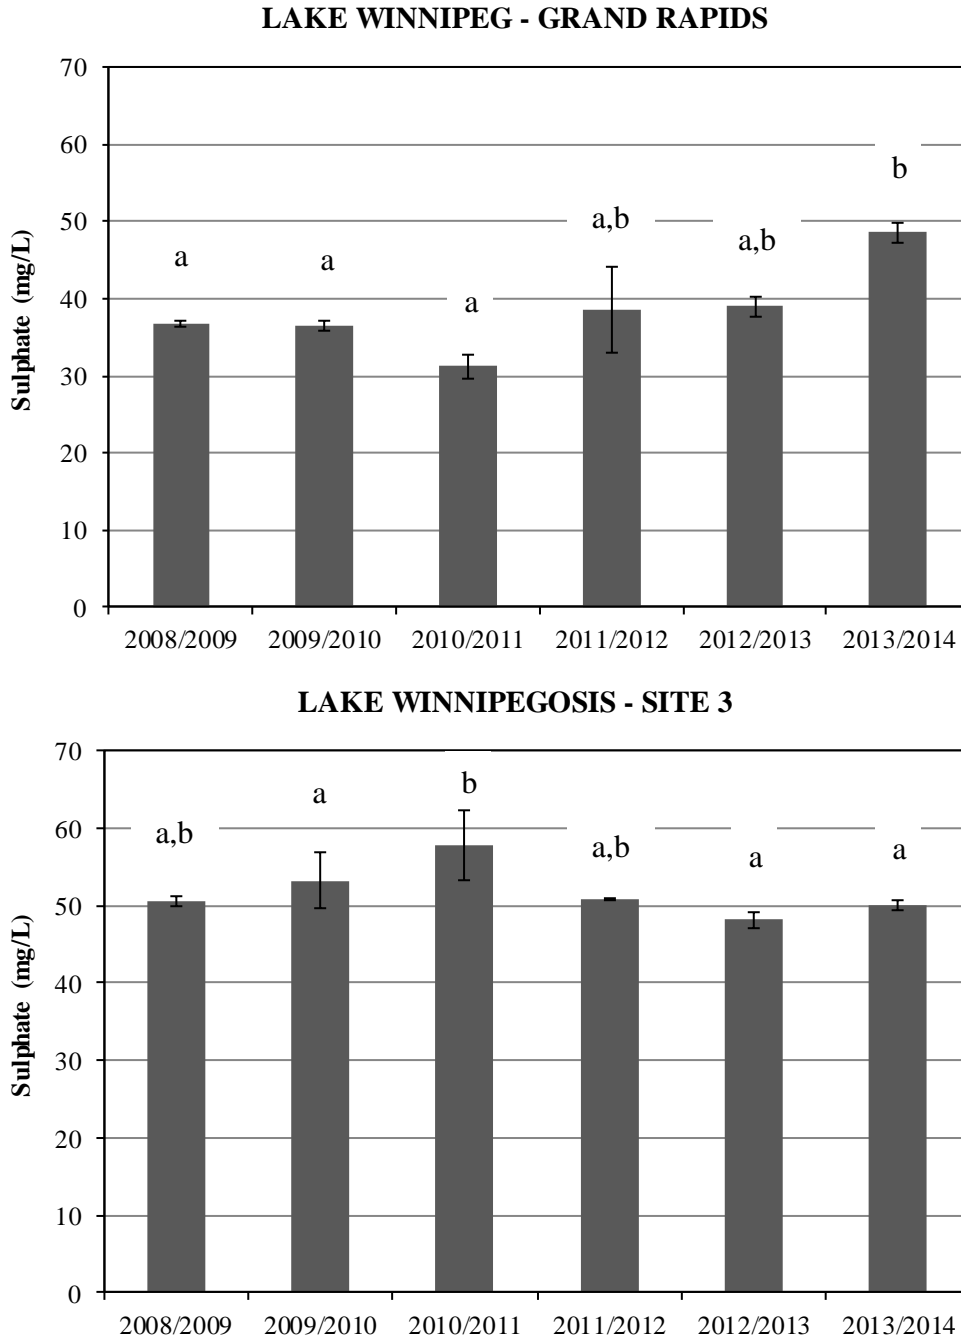 LAKE WINNIPEG - GRAND RAPIDS
70
60
50
40
30
20
10
0
Sulphate (mg/L)
a
a
a
a,b
a,b
b
2008/2009 2009/2010 2010/2011 2011/2012 2012/2013 2013/2014
LAKE WINNIPEGOSIS - SITE 3
70
60
50
40
30
20
10
0
Sulphate (mg/L)
a,b
a
b
a,b
a
a
2008/2009 2009/2010 2010/2011 2011/2012 2012/2013 2013/2014